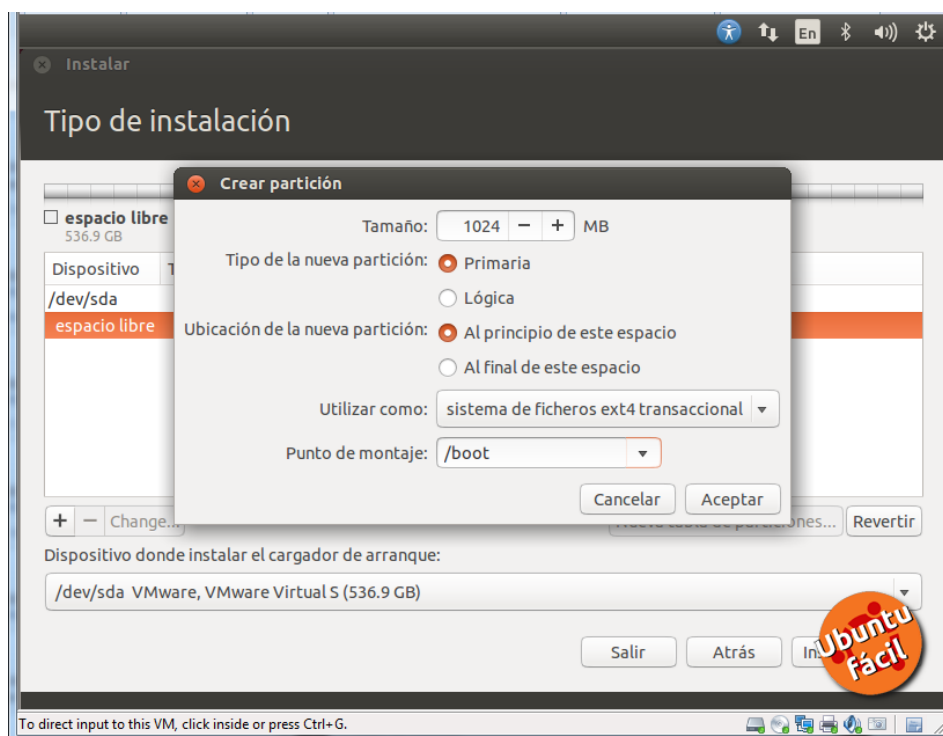 En
Instalar
Tipo de instalación
Crear partición
espacio libre
536.9 GB
Tamaño: 1024 − + MB
Tipo de la nueva partición: Primaria
Lógica
Dispositivo
/dev/sda
espacio libre
Ubicación de la nueva partición: Al principio de este espacio
Al final de este espacio
Utilizar como: sistema de ficheros ext4 transaccional
Punto de montaje: /boot
Cancelar Aceptar
+ − Change... Revertir
Dispositivo donde instalar el cargador de arranque:
/dev/sda VMware, VMware Virtual S (536.9 GB)
Salir Atrás
Ubuntu
Fácil
To direct input to this VM, click inside or press Ctrl+G.